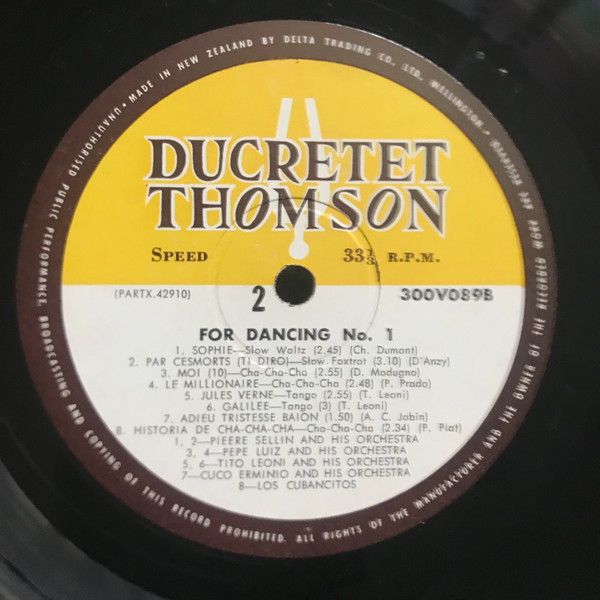 MADE IN NEW ZEALAND BY DELTA TRADING CO. LTD. WELLINGTON •
ALL RIGHTS OF THE MANUFACTURER AND THE OWNER OF THE RECORDED WORK ARE RESERVED
UNAUTHORISED PUBLIC PERFORMANCE, BROADCASTING AND COPYING OF THIS RECORD PROHIBITED.
DUCRETET
THOMSON
SPEED 33⅓ R.P.M.
(PARTX.42910) 2 300V089B
FOR DANCING No. 1
1. SOPHIE—Slow Waltz (2.45) (Ch. Dumont)
2. PAR CESMORTS (TI DIRO)—Slow Foxtrot (3.10) (D'Anzy)
3. MOI (10)—Cha-Cha-Cha (2.55) (D. Modugno)
4. LE MILLIONAIRE—Cha-Cha-Cha (2.48) (P. Prado)
5. JULES VERNE—Tango (2.55) (T. Leoni)
6. GALILEE—Tango (3) (T. Leoni)
7. ADIEU TRISTESSE BAION (1.50) (A. C. Jobin)
8. HISTORIA DE CHA-CHA-CHA—Cha-Cha-Cha (2.34) (P. Piat)
1, 2—PIEERE SELLIN AND HIS ORCHESTRA
3, 4—PEPE LUIZ AND HIS ORCHESTRA
5, 6—TITO LEONI AND HIS ORCHESTRA
7—CUCO ERMINIO AND HIS ORCHESTRA
8—LOS CUBANCITOS